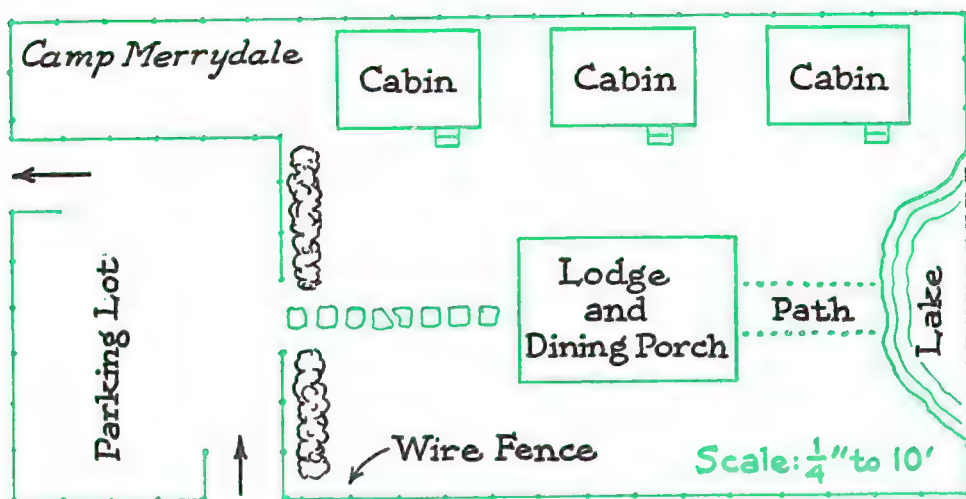 Camp Merrydale
Cabin
Cabin
Cabin
Parking Lot
Lodge
and
Dining Porch
Path
Lake
Wire Fence
Scale: 1/4" to 10'